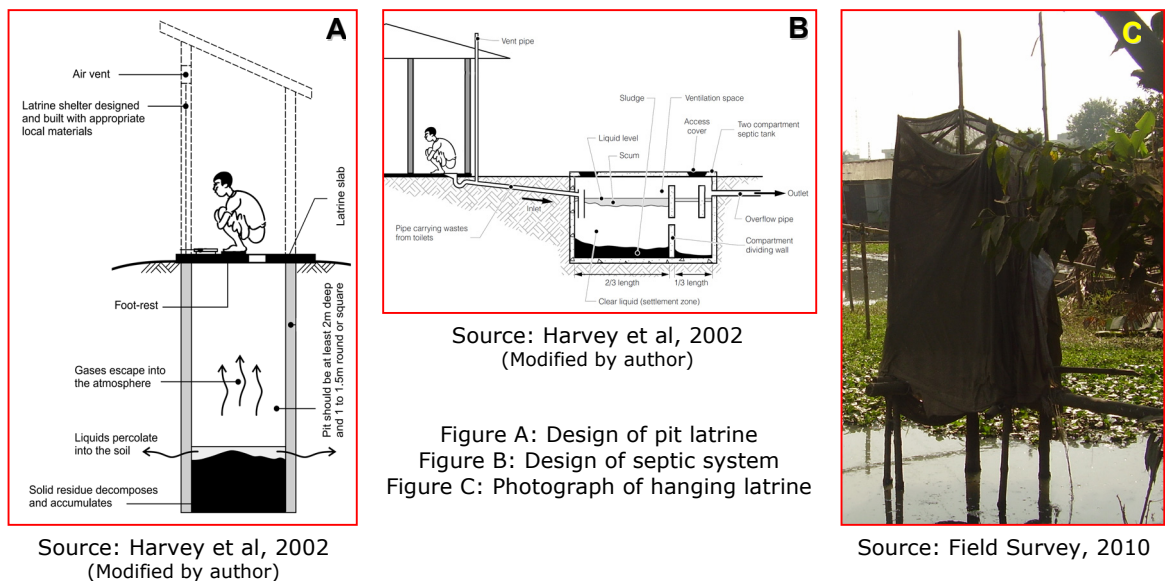 A
Air vent
Latrine shelter designed
and built with appropriate
local materials
Latrine slab
Foot-rest
Pit should be at least 2m deep
and 1 to 1.5m round or square
Gases escape into
the atmosphere
Liquids percolate
into the soil
Solid residue decomposes
and accumulates
Source: Harvey et al, 2002
(Modified by author)
B
Vent pipe
Sludge
Ventilation space
Liquid level
Access
cover
Two compartment
septic tank
Scum
Outlet
Inlet
Overflow pipe
Pipe carrying wastes
from toilets
Compartment
dividing wall
2/3 length
1/3 length
Clear liquid (settlement zone)
Source: Harvey et al, 2002
(Modified by author)
Figure A: Design of pit latrine
Figure B: Design of septic system
Figure C: Photograph of hanging latrine
C
Source: Field Survey, 2010